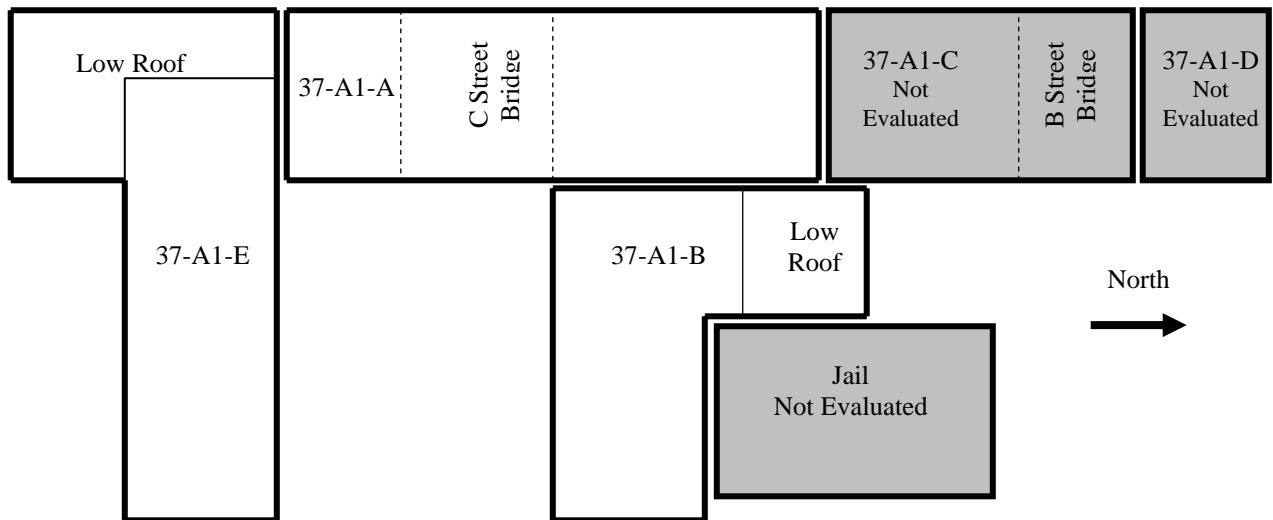 Low Roof
37-A1-A
C Street
Bridge
37-A1-C
Not
Evaluated
B Street
Bridge
37-A1-D
Not
Evaluated
37-A1-E
37-A1-B
Low
Roof
North
Jail
Not Evaluated